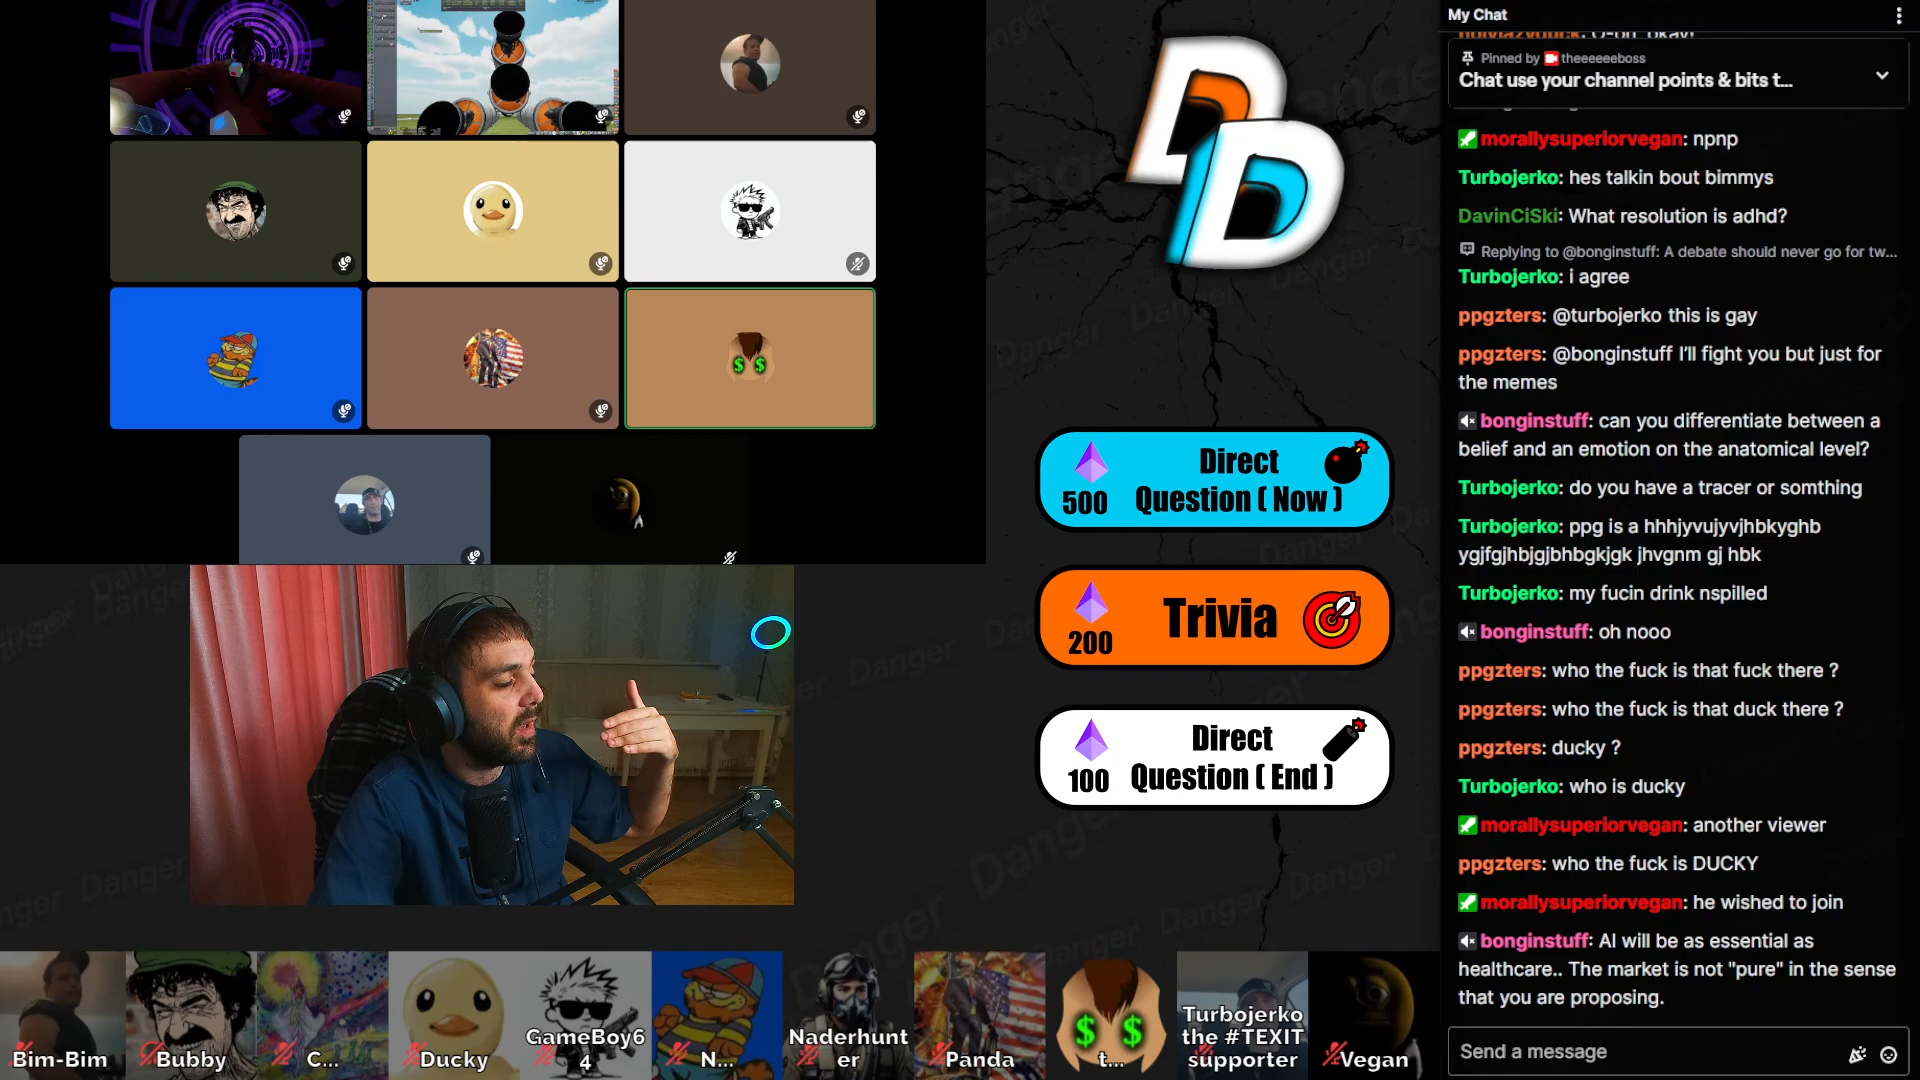 My Chat
Pinned by theeeeeboss
Chat use your channel points & bits t...
morallysuperiorvegan: npnp
Turbojerko: hes talkin bout bimmys
DavinCiSki: What resolution is adhd?
Replying to @bonginstuff: A debate should never go for tw...
Turbojerko: i agree
ppgzters: @turbojerko this is gay
ppgzters: @bonginstuff I'll fight you but just for
the memes
bonginstuff: can you differentiate between a
belief and an emotion on the anatomical level?
Turbojerko: do you have a tracer or somthing
Turbojerko: ppg is a hhhjyvujyvjhbkyghb
ygjfgjhbjgjbhbgkjgk jhvgnm gj hbk
Turbojerko: my fucin drink nspilled
bonginstuff: oh nooo
ppgzters: who the fuck is that fuck there ?
ppgzters: who the fuck is that duck there ?
ppgzters: ducky ?
Turbojerko: who is ducky
morallysuperiorvegan: another viewer
ppgzters: who the fuck is DUCKY
morallysuperiorvegan: he wished to join
bonginstuff: AI will be as essential as
healthcare.. The market is not "pure" in the sense
that you are proposing.
Send a message
DD
500
Direct
Question ( Now )
200
Trivia
100
Direct
Question ( End )
Danger
Bim-Bim
Bubby
C...
Ducky
GameBoy6
4
N...
Naderhunt
er
Panda
t...
Turbojerko
the #TEXIT
supporter
Vegan